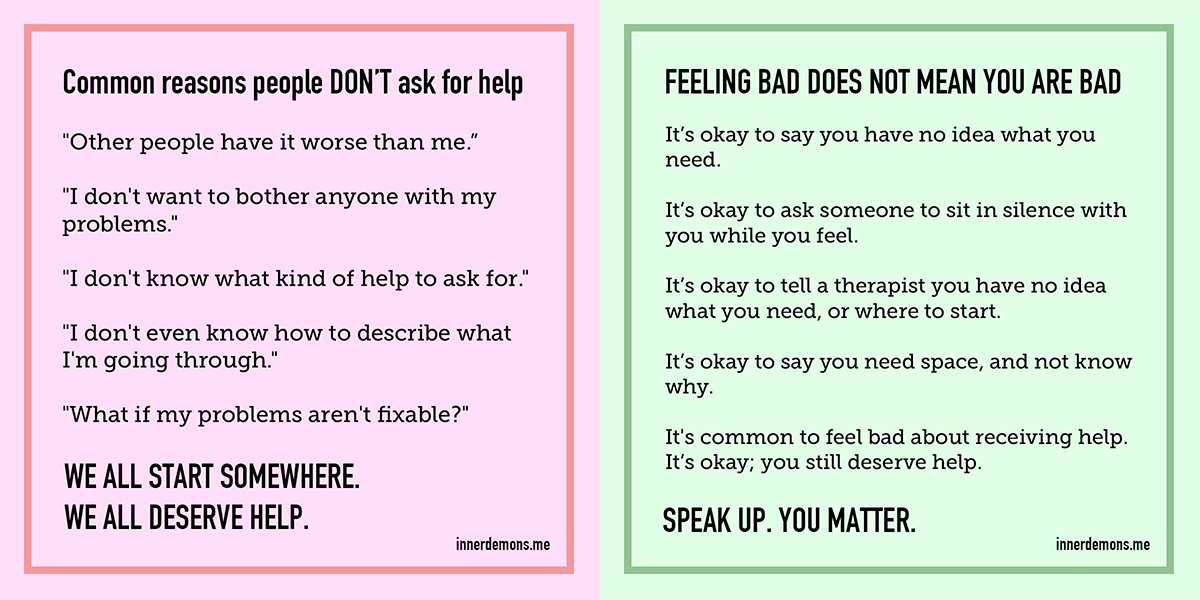 Common reasons people DON'T ask for help
"Other people have it worse than me.”
"I don't want to bother anyone with my
problems."
"I don't know what kind of help to ask for."
"I don't even know how to describe what
I'm going through."
"What if my problems aren't fixable?"
WE ALL START SOMEWHERE.
WE ALL DESERVE HELP.
innerdemons.me
FEELING BAD DOES NOT MEAN YOU ARE BAD
It’s okay to say you have no idea what you
need.
It’s okay to ask someone to sit in silence with
you while you feel.
It’s okay to tell a therapist you have no idea
what you need, or where to start.
It’s okay to say you need space, and not know
why.
It's common to feel bad about receiving help.
It’s okay; you still deserve help.
SPEAK UP. YOU MATTER.
innerdemons.me